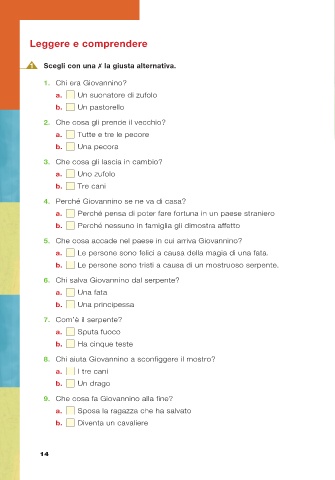 Leggere e comprendere
1 Scegli con una ✗ la giusta alternativa.
1. Chi era Giovannino?
a. Un suonatore di zufolo
b. Un pastorello
2. Che cosa gli prende il vecchio?
a. Tutte e tre le pecore
b. Una pecora
3. Che cosa gli lascia in cambio?
a. Uno zufolo
b. Tre cani
4. Perché Giovannino se ne va di casa?
a. Perché pensa di poter fare fortuna in un paese straniero
b. Perché nessuno in famiglia gli dimostra affetto
5. Che cosa accade nel paese in cui arriva Giovannino?
a. Le persone sono felici a causa della magia di una fata.
b. Le persone sono tristi a causa di un mostruoso serpente.
6. Chi salva Giovannino dal serpente?
a. Una fata
b. Una principessa
7. Com'è il serpente?
a. Sputa fuoco
b. Ha cinque teste
8. Chi aiuta Giovannino a sconfiggere il mostro?
a. I tre cani
b. Un drago
9. Che cosa fa Giovannino alla fine?
a. Sposa la ragazza che ha salvato
b. Diventa un cavaliere
14